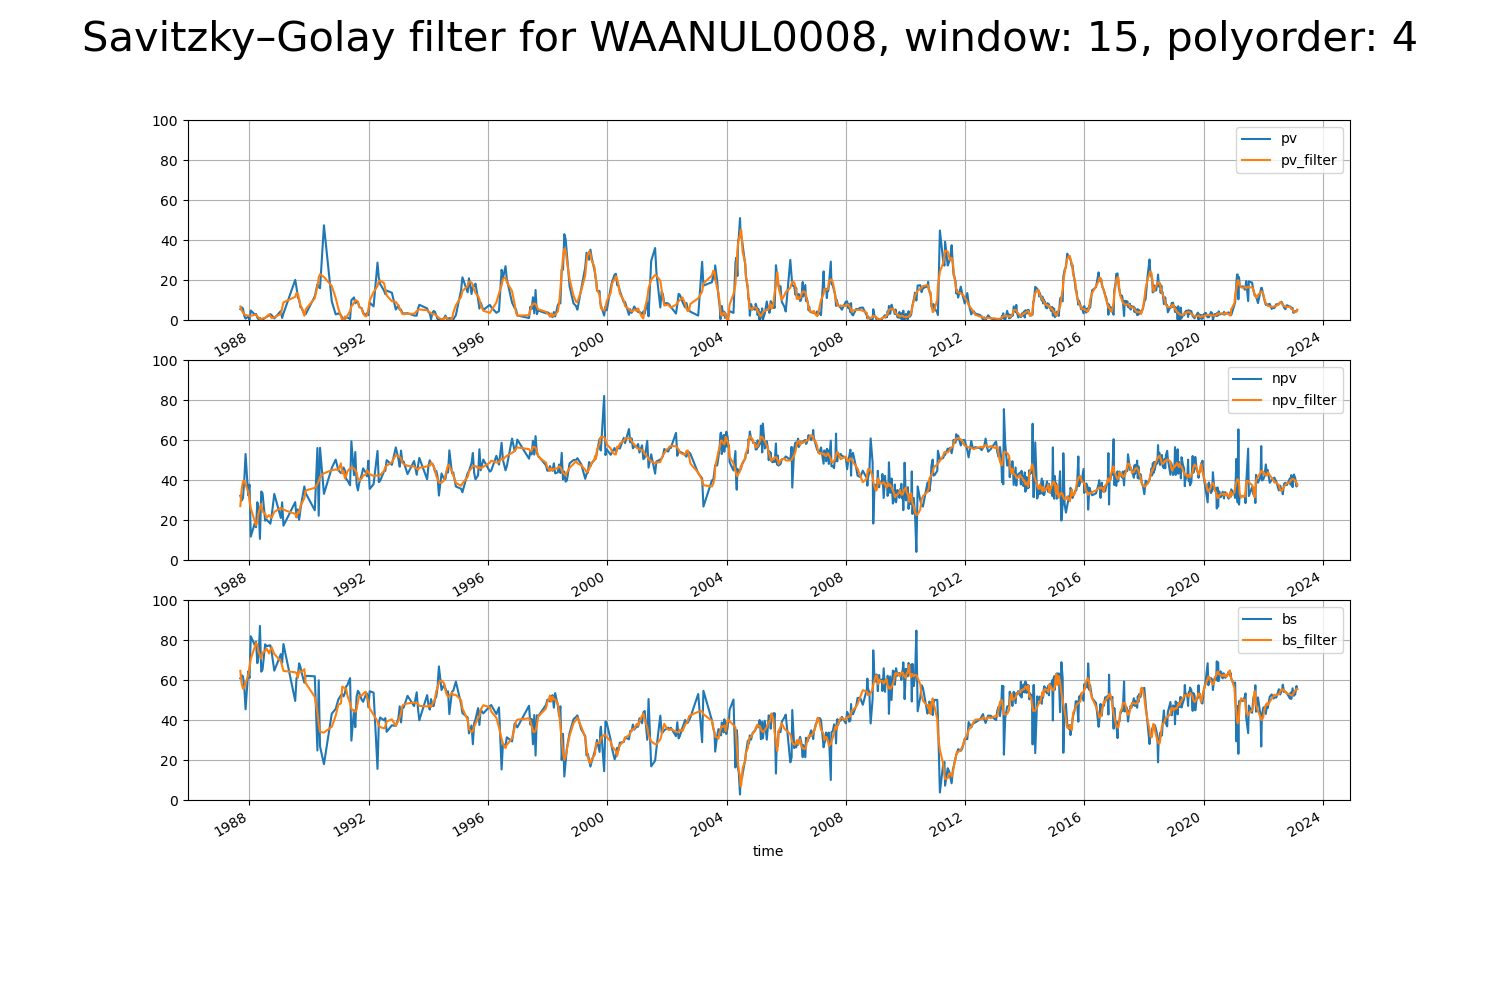 Savitzky–Golay filter for WAANUL0008, window: 15, polyorder: 4
100
80
60
40
20
0
pv
pv_filter
1988 1992 1996 2000 2004 2008 2012 2016 2020 2024
100
80
60
40
20
0
npv
npv_filter
1988 1992 1996 2000 2004 2008 2012 2016 2020 2024
100
80
60
40
20
0
bs
bs_filter
1988 1992 1996 2000 2004 2008 2012 2016 2020 2024
time